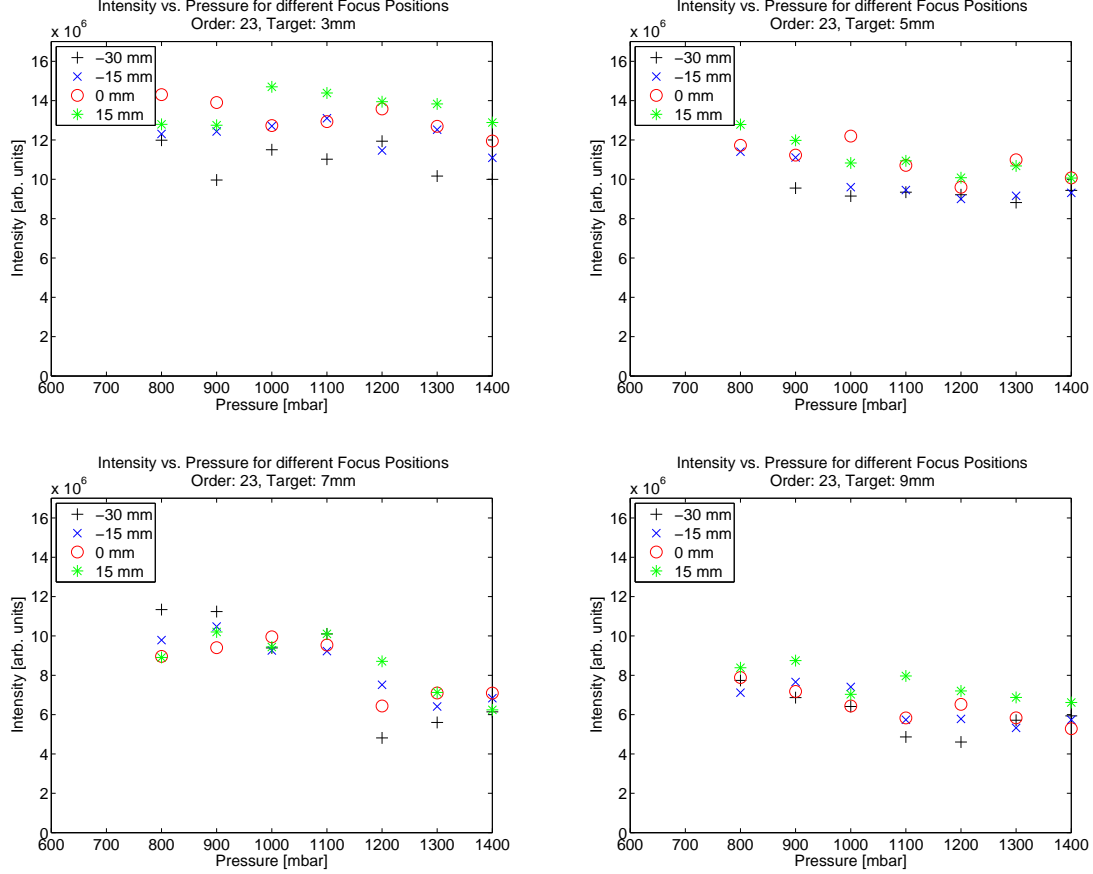 Intensity vs. Pressure for different Focus Positions
Order: 23, Target: 3mm
x 10^6
−30 mm
−15 mm
0 mm
15 mm
16
14
12
10
8
6
4
2
0
Intensity [arb. units]
600 700 800 900 1000 1100 1200 1300 1400
Pressure [mbar]
Intensity vs. Pressure for different Focus Positions
Order: 23, Target: 5mm
x 10^6
−30 mm
−15 mm
0 mm
15 mm
16
14
12
10
8
6
4
2
0
Intensity [arb. units]
600 700 800 900 1000 1100 1200 1300 1400
Pressure [mbar]
Intensity vs. Pressure for different Focus Positions
Order: 23, Target: 7mm
x 10^6
−30 mm
−15 mm
0 mm
15 mm
16
14
12
10
8
6
4
2
0
Intensity [arb. units]
600 700 800 900 1000 1100 1200 1300 1400
Pressure [mbar]
Intensity vs. Pressure for different Focus Positions
Order: 23, Target: 9mm
x 10^6
−30 mm
−15 mm
0 mm
15 mm
16
14
12
10
8
6
4
2
0
Intensity [arb. units]
600 700 800 900 1000 1100 1200 1300 1400
Pressure [mbar]